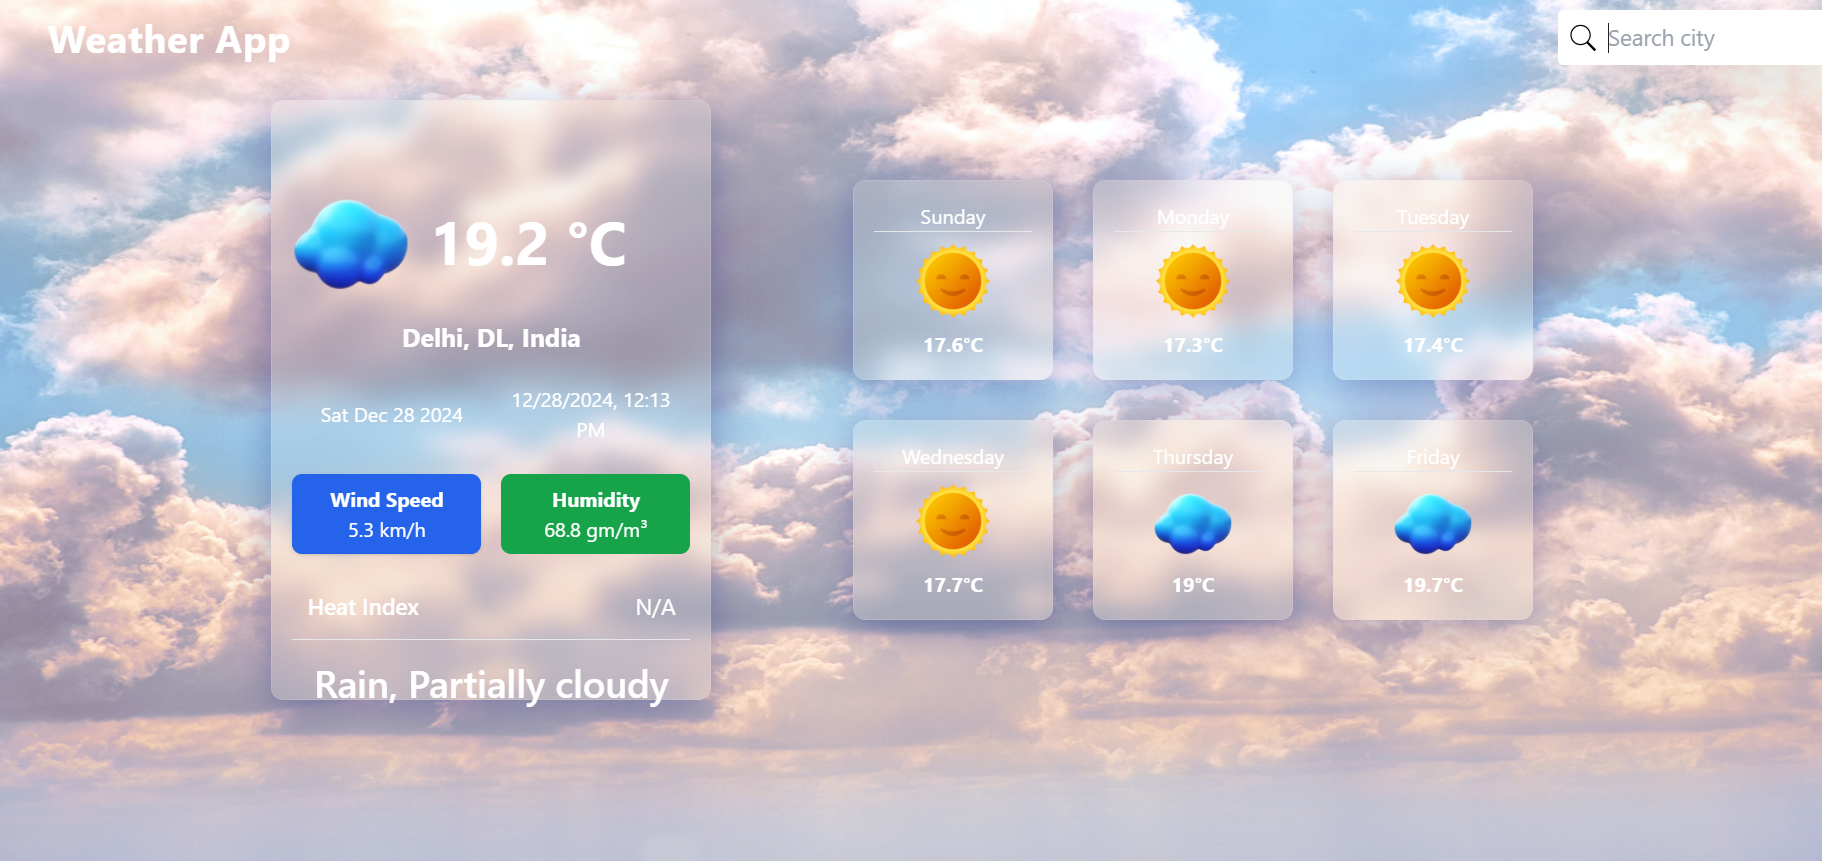 Weather App
Search city
19.2 °C
Delhi, DL, India
Sat Dec 28 2024
12/28/2024, 12:13
PM
Wind Speed
5.3 km/h
Humidity
68.8 gm/m³
Heat Index
N/A
Rain, Partially cloudy
Sunday
17.6°C
Monday
17.3°C
Tuesday
17.4°C
Wednesday
17.7°C
Thursday
19°C
Friday
19.7°C